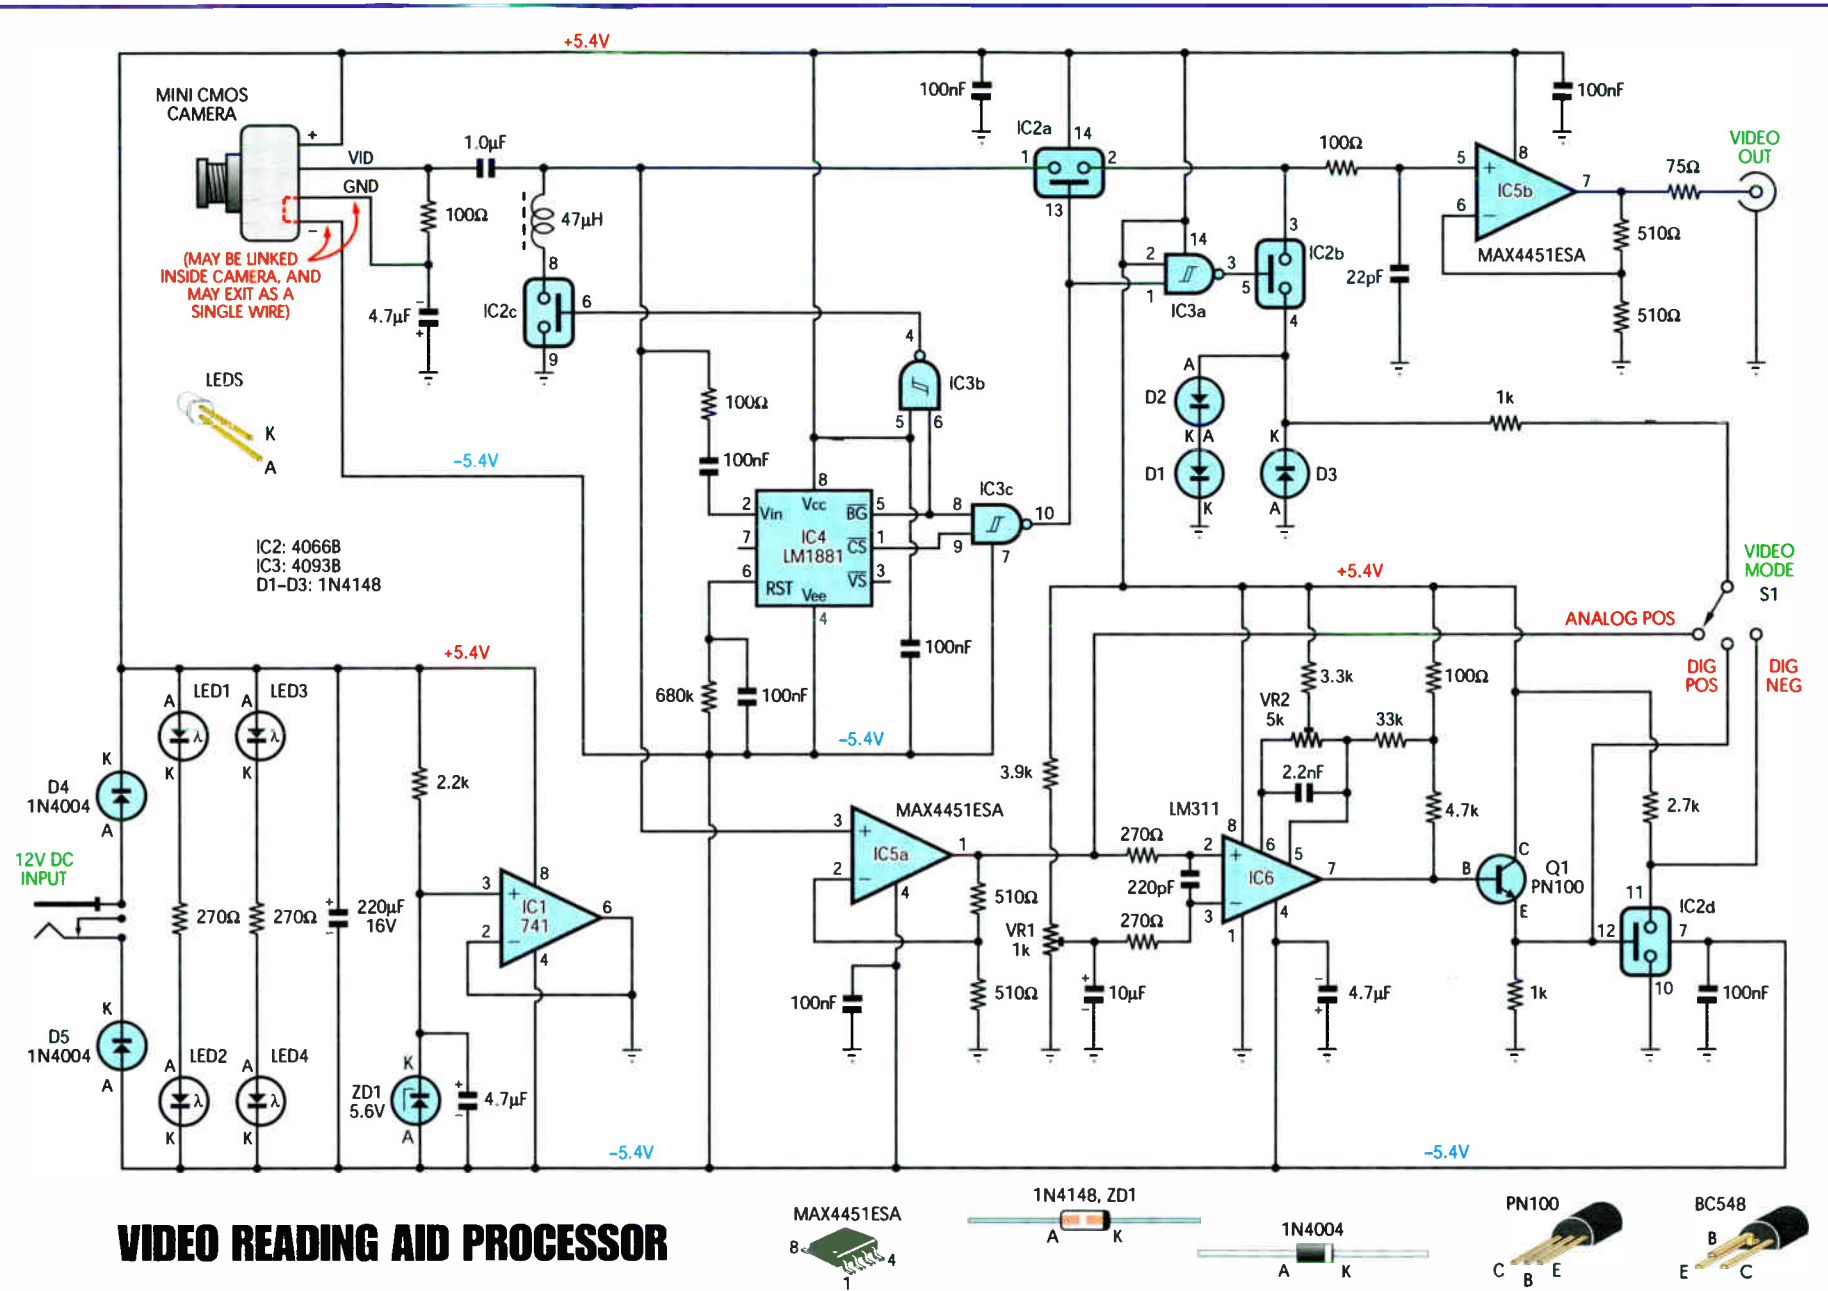 +5.4V
MINI CMOS
CAMERA
+
VID
GND
–
(MAY BE LINKED
INSIDE CAMERA, AND
MAY EXIT AS A
SINGLE WIRE)
1.0µF
100Ω
4.7µF
–
+
47µH
8
IC2c
6
9
100nF
IC2a
14
1
2
13
100Ω
5
+
8
IC5b
7
6
–
MAX4451ESA
100nF
VIDEO
OUT
75Ω
510Ω
510Ω
22pF
14
2
3
1
IC3a
3
IC2b
5
4
LEDS
K
A
–5.4V
100Ω
100nF
4
IC3b
5
6
A
D2
K
A
D1
K
K
D3
A
1k
IC2: 4066B
IC3: 4093B
D1–D3: 1N4148
8
2
Vin
Vcc
BG
5
7
IC4
LM1881
CS
1
6
RST
Vee
VS
3
4
IC3c
8
9
10
7
100nF
680k
100nF
–5.4V
VIDEO
MODE
S1
+5.4V
ANALOG POS
DIG
POS
DIG
NEG
+5.4V
A
LED1
K
A
LED3
K
K
D4
1N4004
A
12V DC
INPUT
K
D5
1N4004
A
270Ω
270Ω
+
220µF
16V
–
2.2k
3
+
8
IC1
741
6
2
–
4
A
LED2
K
A
LED4
K
K
ZD1
5.6V
A
+
4.7µF
–
–5.4V
3
+
MAX4451ESA
IC5a
1
2
–
4
510Ω
510Ω
100nF
3.9k
VR1
1k
+
10µF
–
270Ω
220pF
270Ω
LM311
8
2
+
6
5
IC6
7
3
–
4
1
3.3k
VR2
5k
33k
2.2nF
100Ω
4.7k
–
4.7µF
+
B
C
Q1
PN100
E
1k
2.7k
11
IC2d
12
7
10
100nF
–5.4V
VIDEO READING AID PROCESSOR
MAX4451ESA
8
4
1
1N4148, ZD1
A
K
1N4004
A
K
PN100
C
B
E
BC548
B
E
C